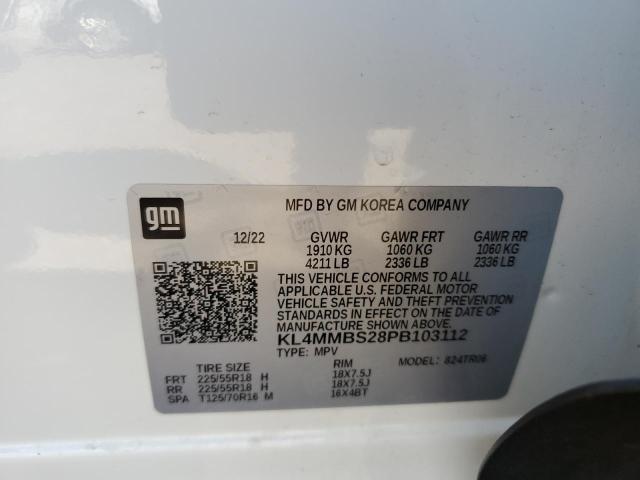 gm
MFD BY GM KOREA COMPANY
12/22 GVWR GAWR FRT GAWR RR
1910 KG 1060 KG 1060 KG
4211 LB 2336 LB 2336 LB
THIS VEHICLE CONFORMS TO ALL
APPLICABLE U.S. FEDERAL MOTOR
VEHICLE SAFETY AND THEFT PREVENTION
STANDARDS IN EFFECT ON THE DATE
OF MANUFACTURE SHOWN ABOVE.
KL4MMBS28PB103112
TYPE: MPV MODEL: 824TR06
TIRE SIZE RIM
FRT 225/55R18 H 18X7.5J
RR 225/55R18 H 18X7.5J
SPA T125/70R16 M 16X4BT